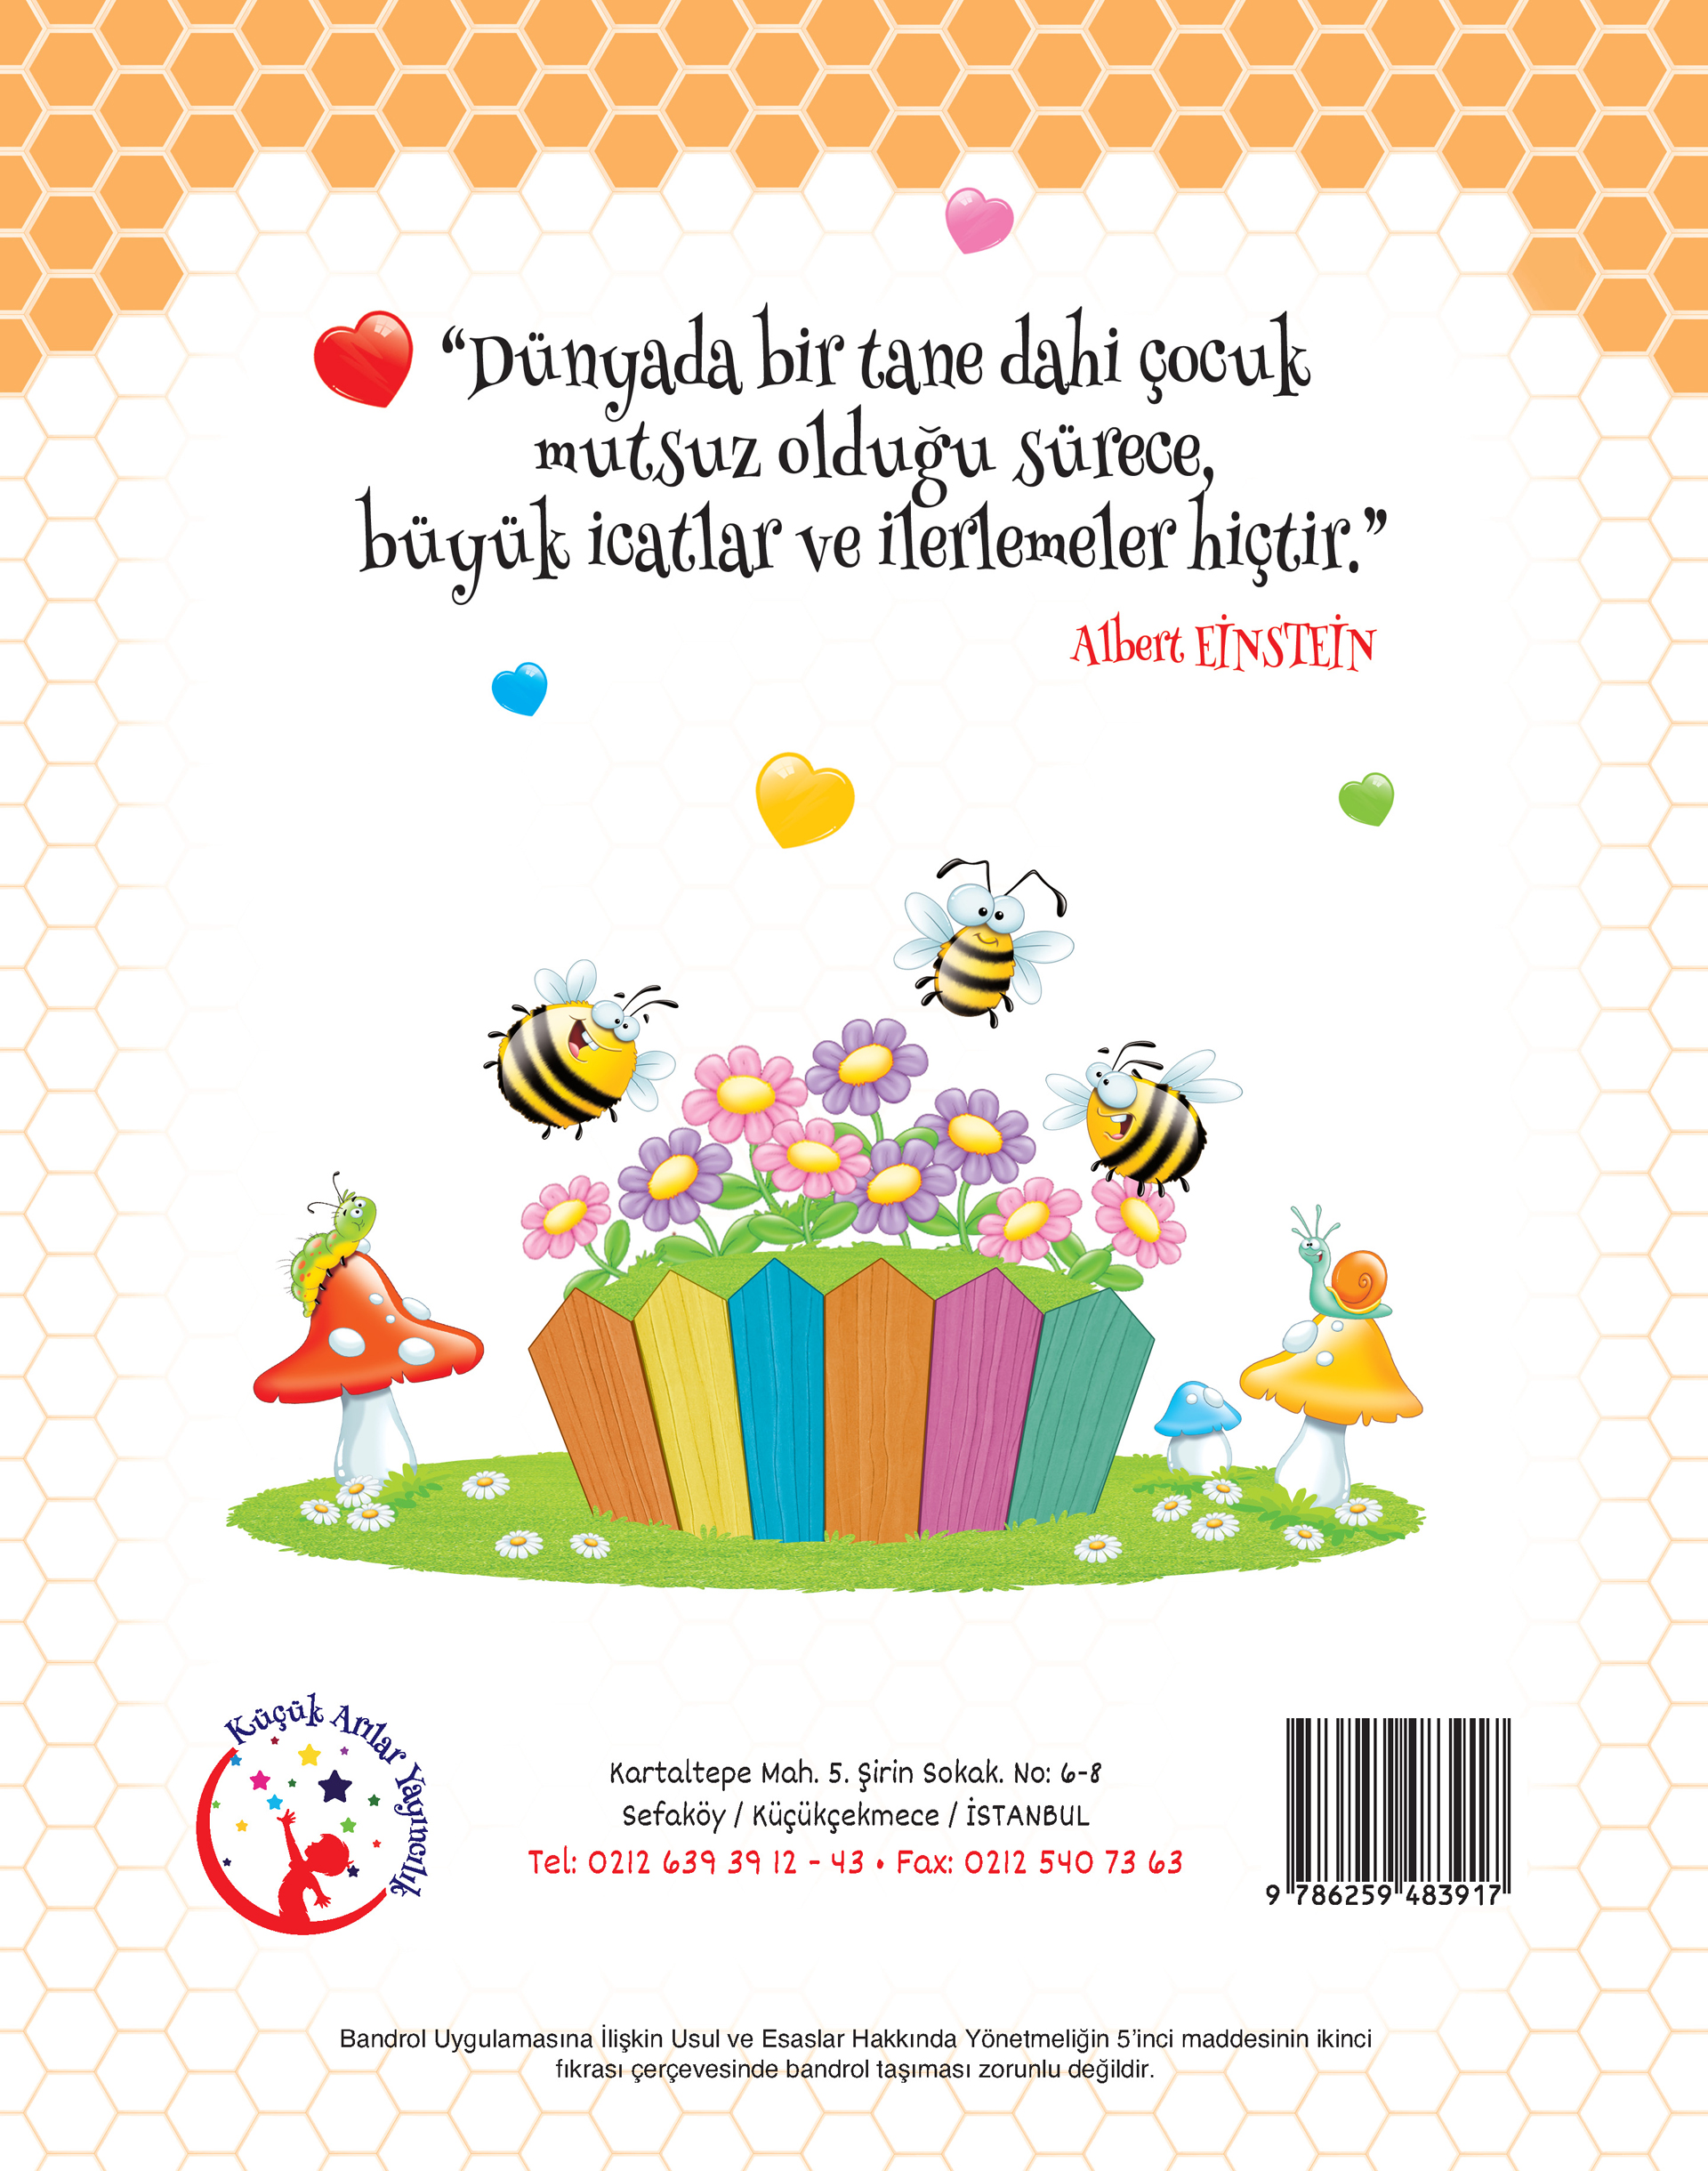 “Dünyada bir tane dahi çocuk
mutsuz olduğu sürece,
büyük icatlar ve ilerlemeler hiçtir.”
Albert EİNSTEİN
Küçük Arılar Yayıncılık
Kartaltepe Mah. 5. Şirin Sokak. No: 6-8
Sefaköy / Küçükçekmece / İSTANBUL
Tel: 0212 639 39 12 - 43 • Fax: 0212 540 73 63
9 786259 483917
Bandrol Uygulamasına İlişkin Usul ve Esaslar Hakkında Yönetmeliğin 5’inci maddesinin ikinci
fıkrası çerçevesinde bandrol taşıması zorunlu değildir.